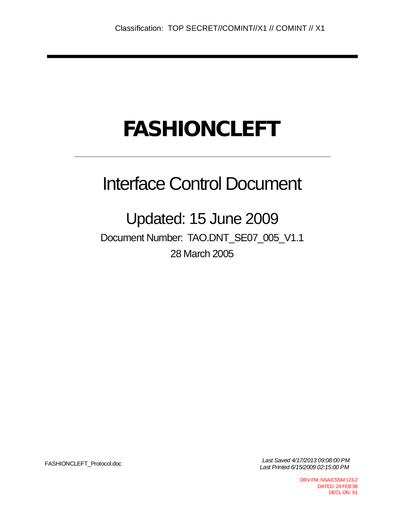 Classification: TOP SECRET//COMINT//X1 // COMINT // X1
FASHIONCLEFT
Interface Control Document
Updated: 15 June 2009
Document Number: TAO.DNT_SE07_005_V1.1
28 March 2005
FASHIONCLEFT_Protocol.doc
Last Saved 4/17/2013 09:08:00 PM
Last Printed 6/15/2009 02:15:00 PM
DRV FM: NSA/CSSM 123-2
DATED: 24 FEB 98
DECL ON: X1